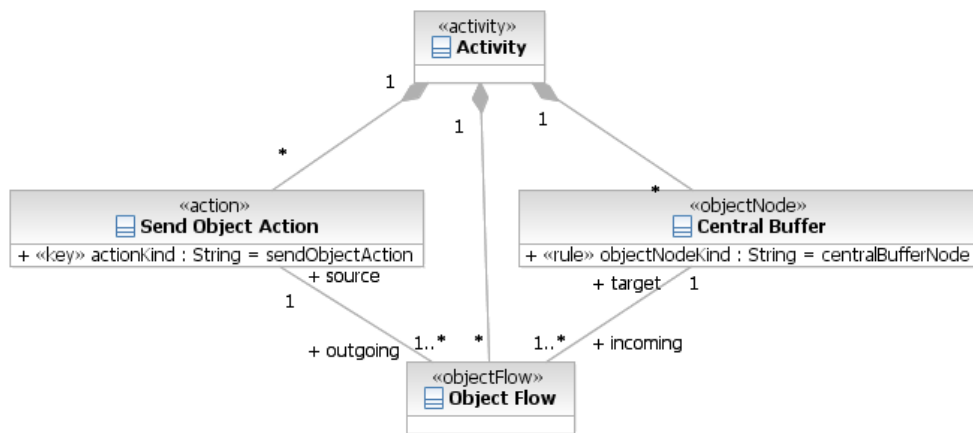 «activity»
Activity
1
1
1
*
*
«action»
Send Object Action
+ «key» actionKind : String = sendObjectAction
«objectNode»
Central Buffer
+ «rule» objectNodeKind : String = centralBufferNode
+ source
1
+ target
1
+ outgoing
1..*
*
1..*
+ incoming
«objectFlow»
Object Flow